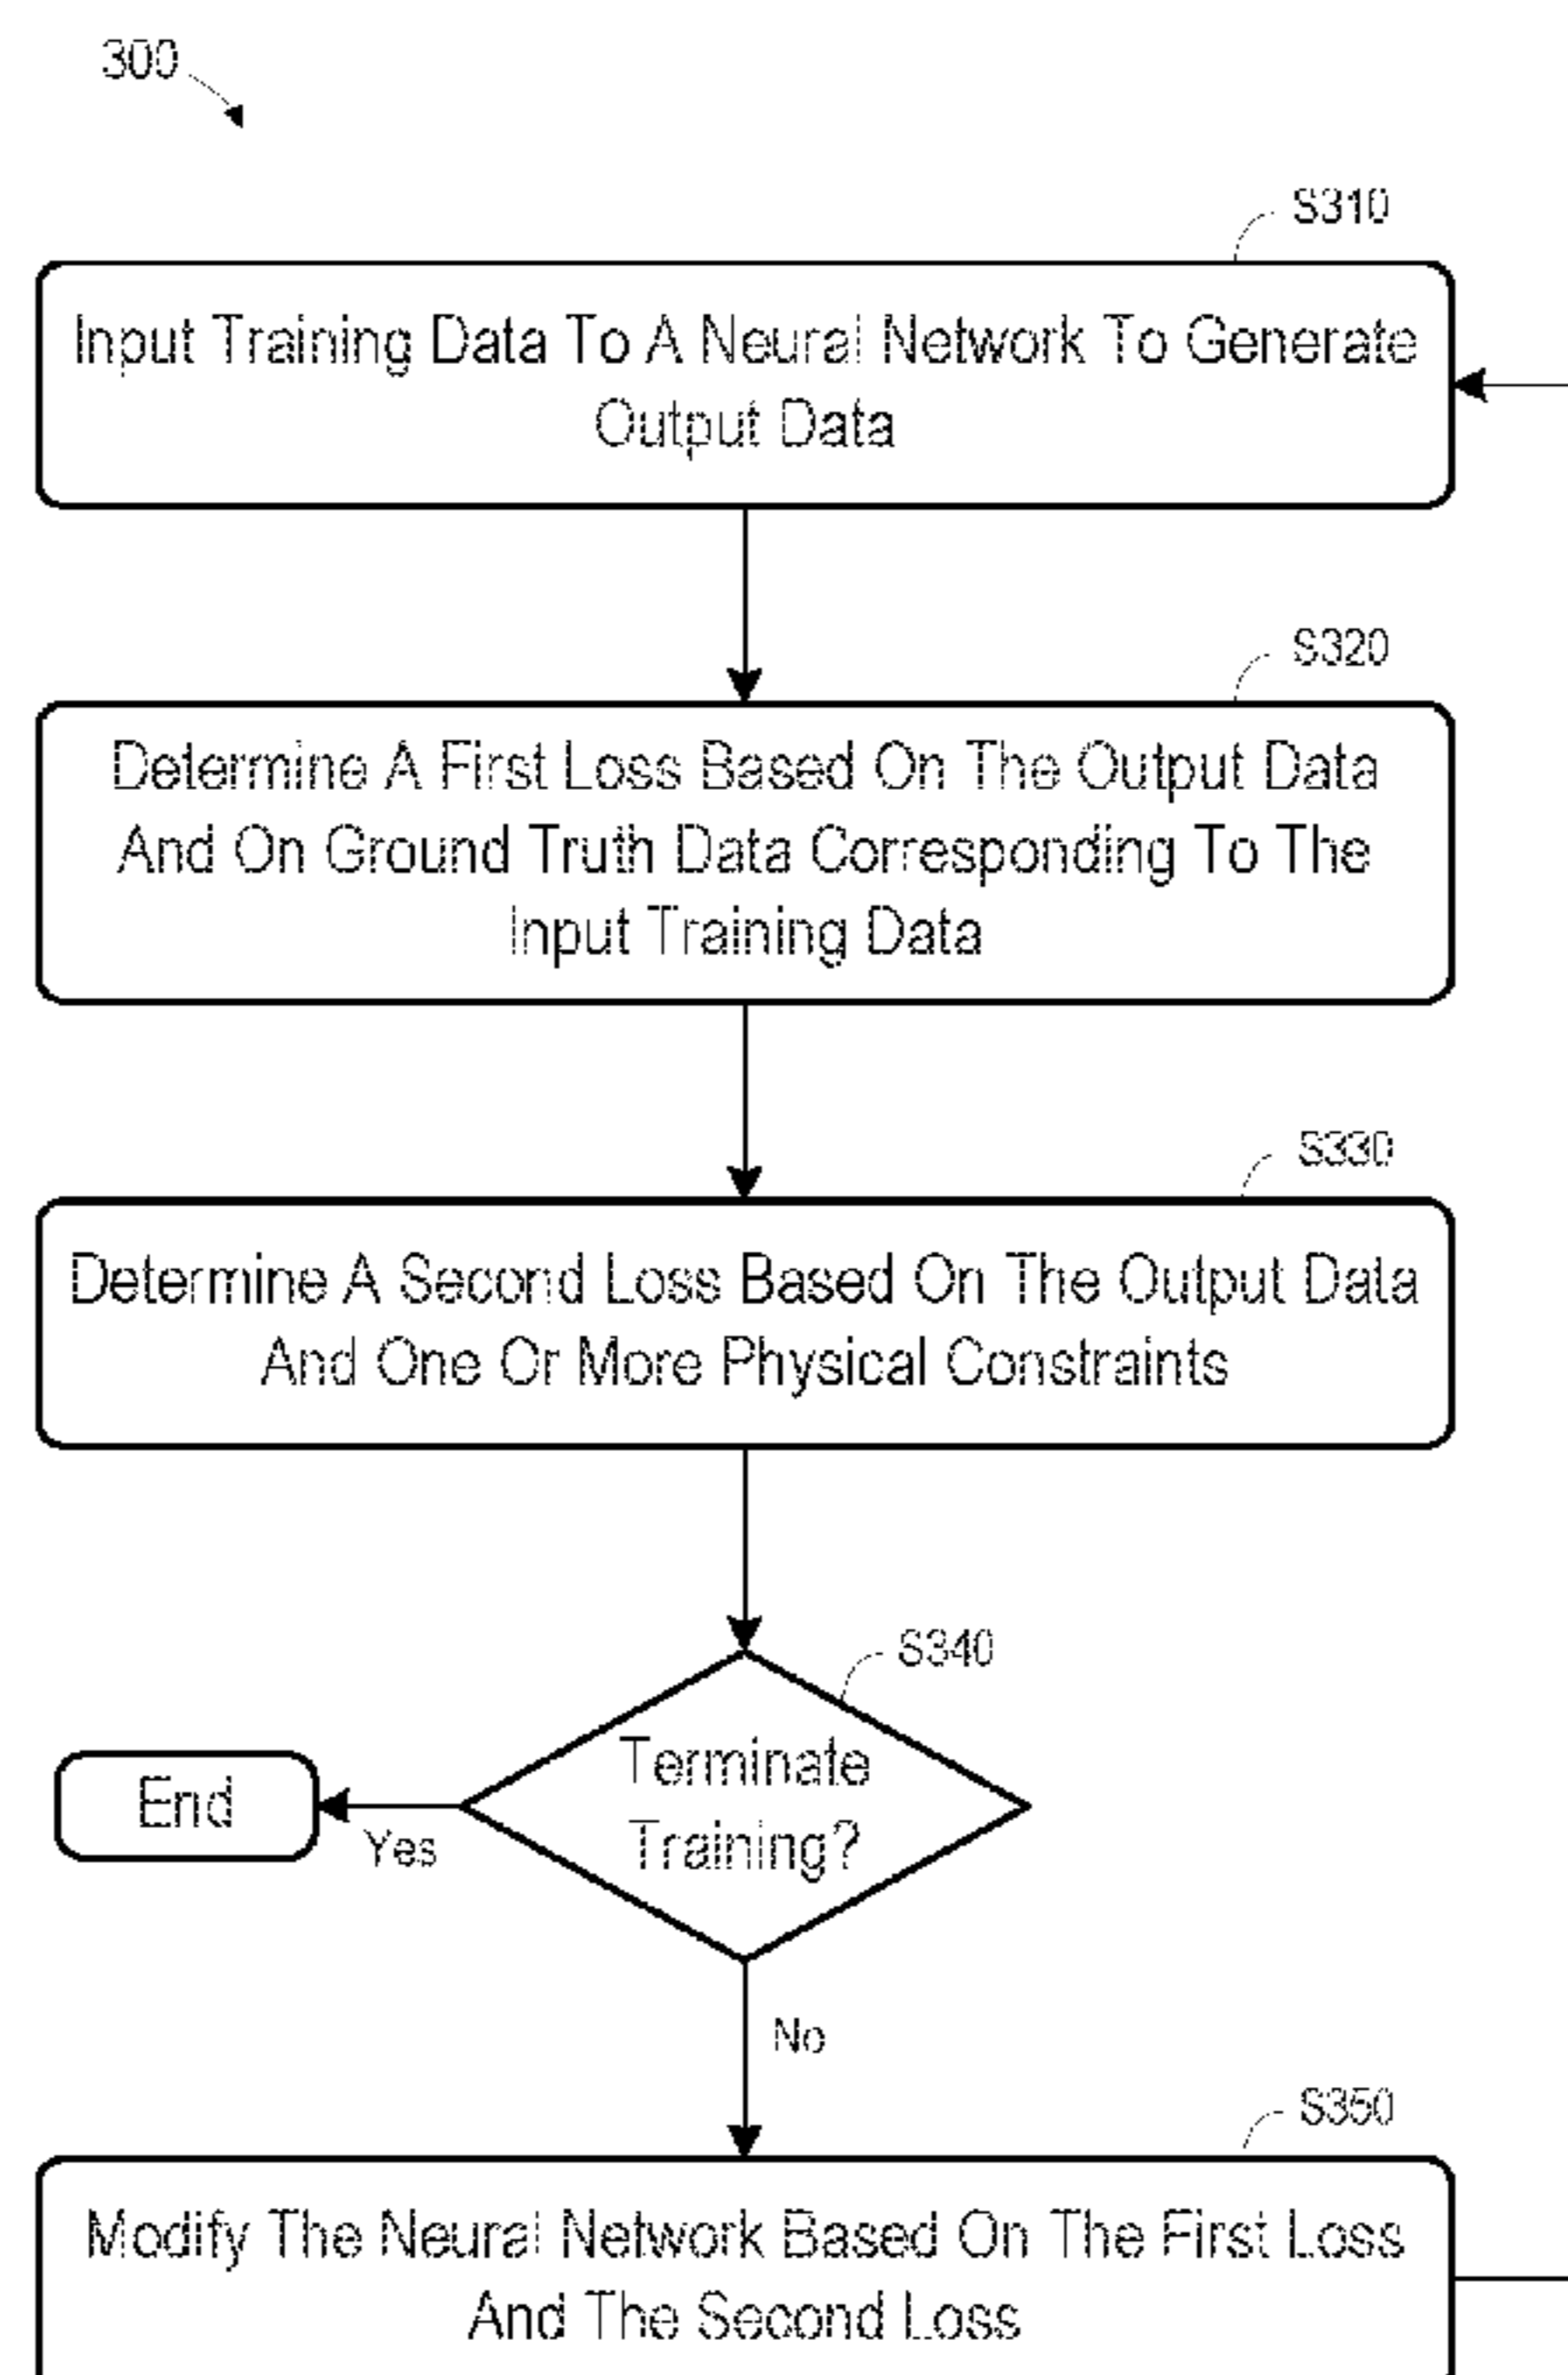 300
S310
Input Training Data To A Neural Network To Generate
Output Data
S320
Determine A First Loss Based On The Output Data
And On Ground Truth Data Corresponding To The
Input Training Data
S330
Determine A Second Loss Based On The Output Data
And One Or More Physical Constraints
S340
Terminate
Training?
End
Yes
No
S350
Modify The Neural Network Based On The First Loss
And The Second Loss